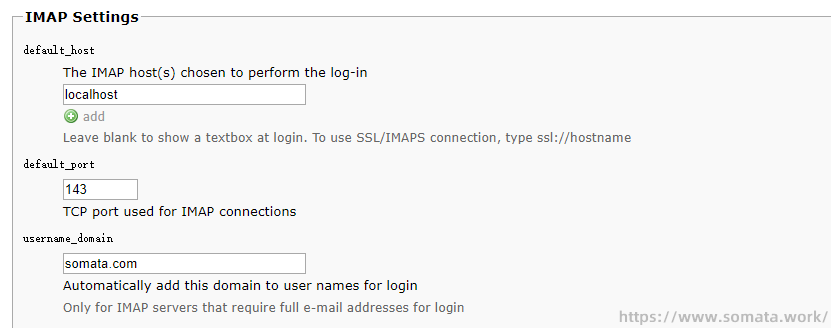 IMAP Settings
default_host
The IMAP host(s) chosen to perform the log-in
localhost
add
Leave blank to show a textbox at login. To use SSL/IMAPS connection, type ssl://hostname
default_port
143
TCP port used for IMAP connections
username_domain
somata.com
Automatically add this domain to user names for login
Only for IMAP servers that require full e-mail addresses for login
https://www.somata.work/